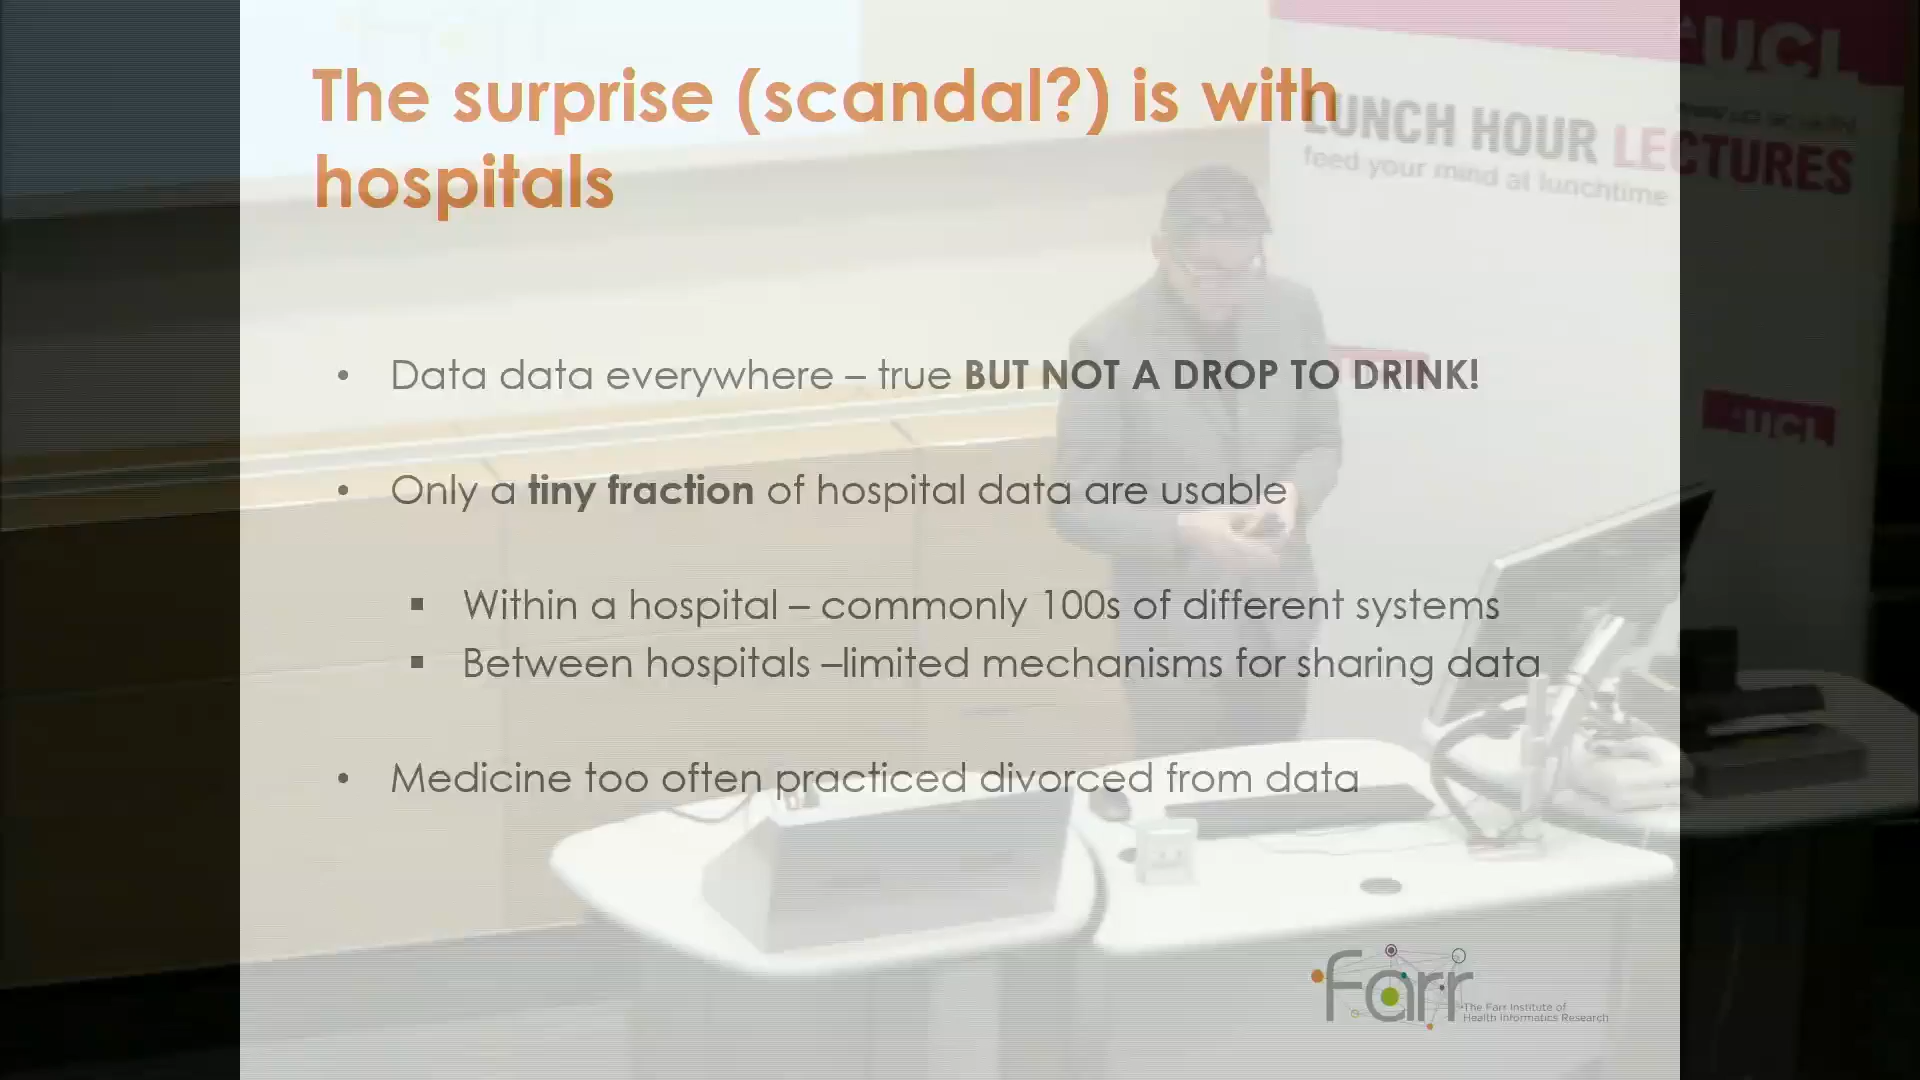 The surprise (scandal?) is with
hospitals
UCL
LUNCH HOUR LECTURES
feed your mind at lunchtime
• Data data everywhere – true BUT NOT A DROP TO DRINK!
UCL
• Only a tiny fraction of hospital data are usable
▪ Within a hospital – commonly 100s of different systems
▪ Between hospitals –limited mechanisms for sharing data
• Medicine too often practiced divorced from data
farr
The Farr Institute of
Health Informatics Research